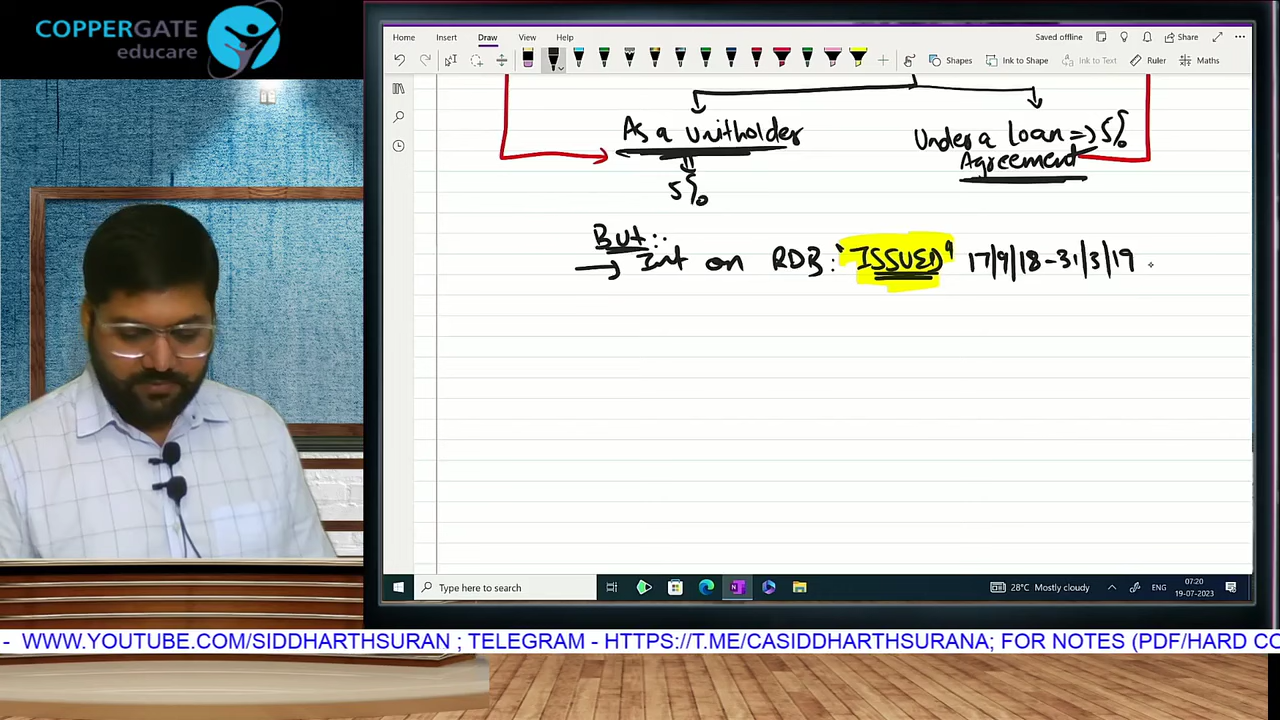 COPPERGATE
educare
Home Insert Draw View Help
Saved offline
Share
Shapes
Ink to Shape
Ink to Text
Ruler
Maths
As a unitholder
5%
Under a loan => 5%
Agreement
But:
→ Int on RDB: 'ISSUED' 17/9/18-31/3/19
Type here to search
28°C Mostly cloudy
ENG
07:20
19-07-2023
- WWW.YOUTUBE.COM/SIDDHARTHSURAN ; TELEGRAM - HTTPS://T.ME/CASIDDHARTHSURANA; FOR NOTES (PDF/HARD CO